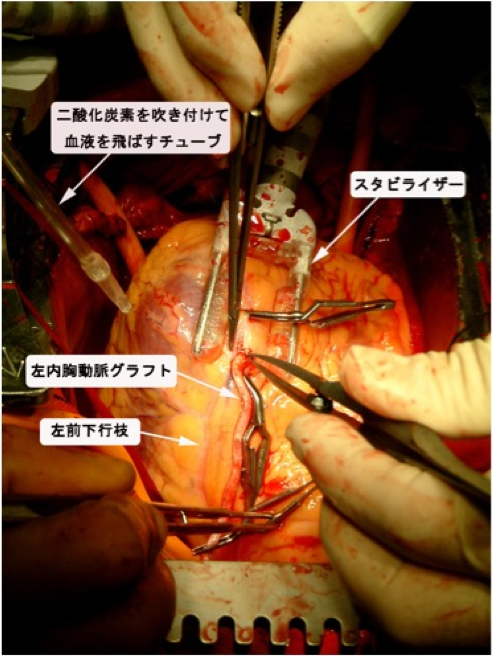 二酸化炭素を吹き付けて
血液を飛ばすチューブ
スタビライザー
左内胸動脈グラフト
左前下行枝